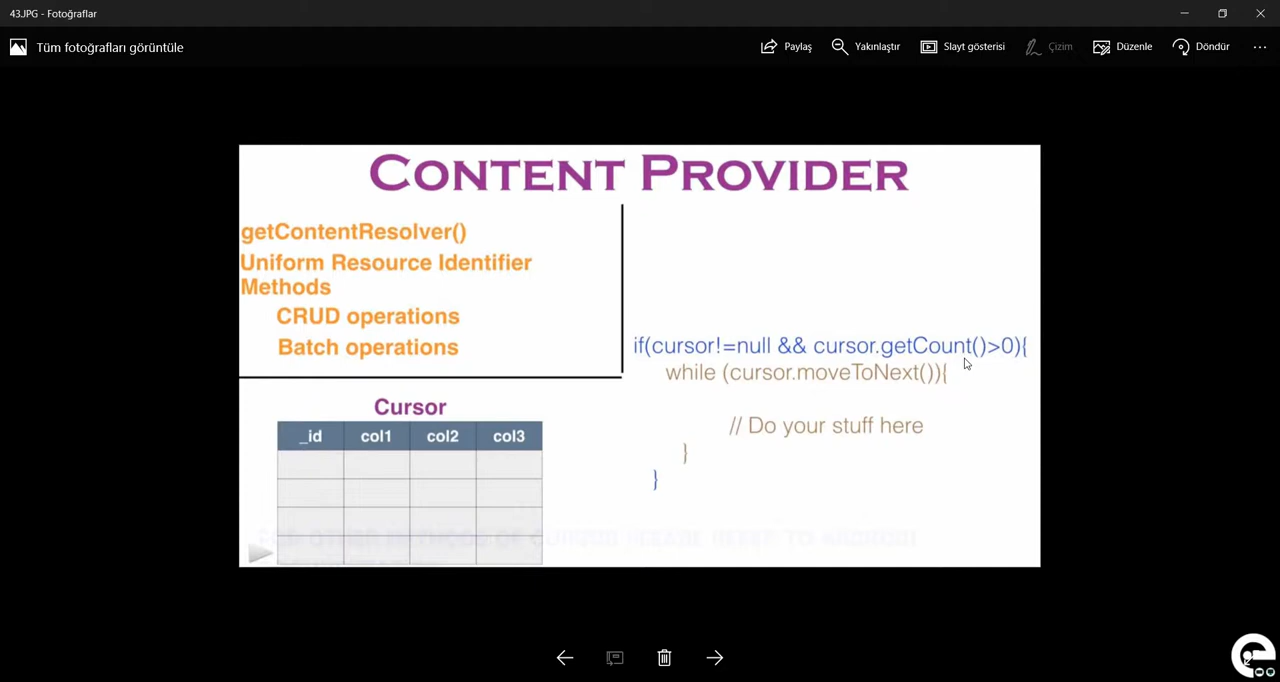 43.JPG - Fotoğraflar
Tüm fotoğrafları görüntüle
Paylaş
Yakınlaştır
Slayt gösterisi
Çizim
Düzenle
Döndür
CONTENT PROVIDER
getContentResolver()
Uniform Resource Identifier
Methods
CRUD operations
Batch operations
Cursor
_id col1 col2 col3
if(cursor!=null && cursor.getCount()>0){
while (cursor.moveToNext()){
// Do your stuff here
}
}